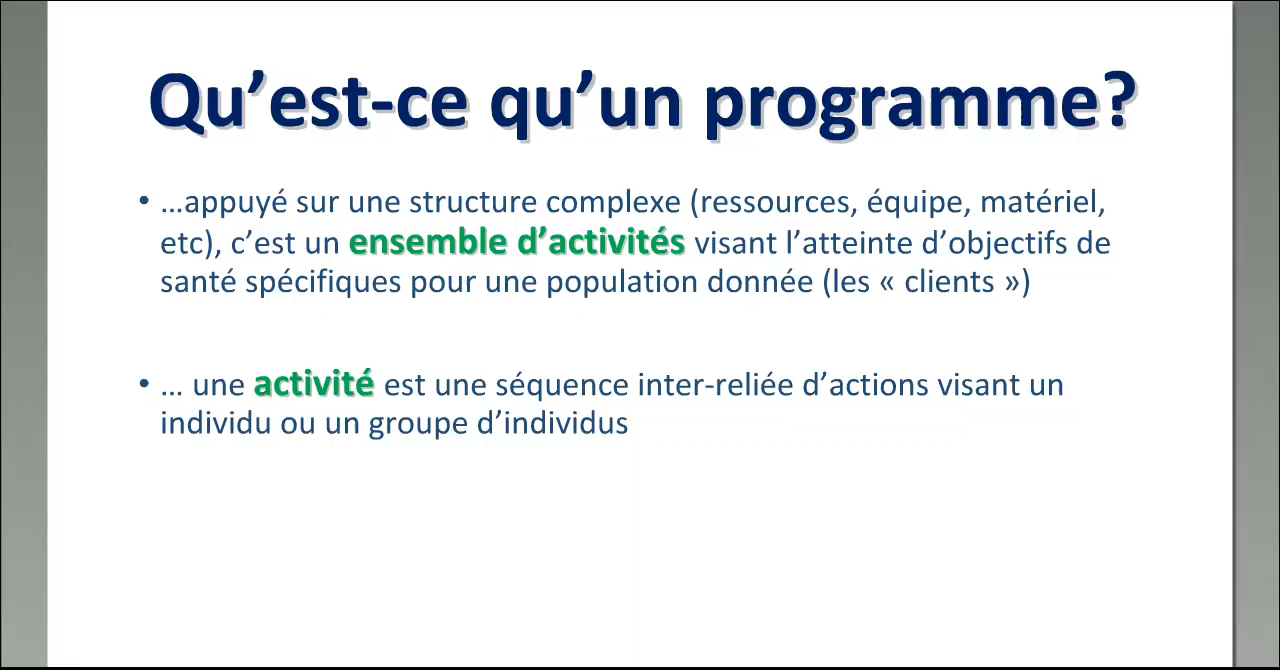 Qu’est-ce qu’un programme?
• …appuyé sur une structure complexe (ressources, équipe, matériel,
etc), c’est un ensemble d’activités visant l’atteinte d’objectifs de
santé spécifiques pour une population donnée (les « clients »)
• … une activité est une séquence inter-reliée d’actions visant un
individu ou un groupe d’individus